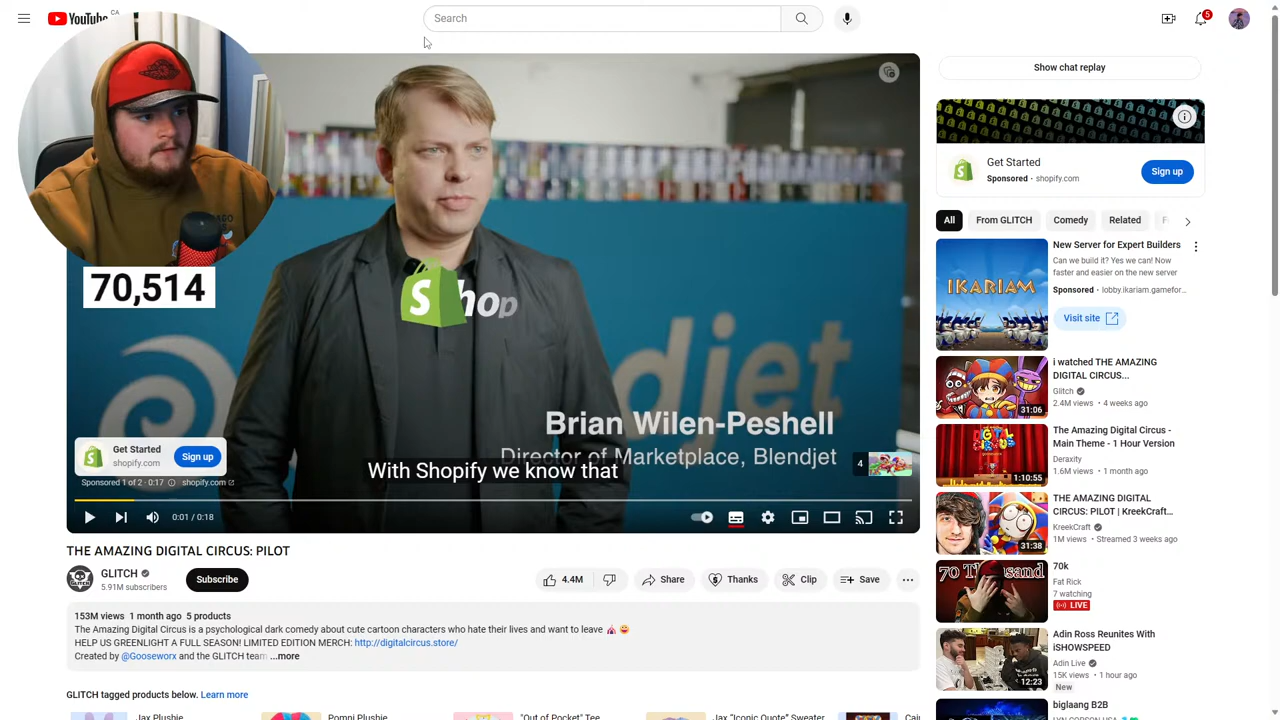 YouTube
CA
Search
5
Show chat replay
Get Started
Sponsored • shopify.com
Sign up
All
From GLITCH
Comedy
Related
New Server for Expert Builders
Can we build it? Yes we can! Now
faster and easier on the new server
Sponsored • lobby.ikariam.gamefor...
Visit site
IKARIAM
i watched THE AMAZING
DIGITAL CIRCUS...
Glitch
2.4M views • 4 weeks ago
31:06
The Amazing Digital Circus -
Main Theme - 1 Hour Version
Deraxity
1.6M views • 1 month ago
1:10:55
THE AMAZING DIGITAL
CIRCUS: PILOT | KreekCraft...
KreekCraft
1M views • Streamed 3 weeks ago
31:38
70k
Fat Rick
7 watching
LIVE
70 Thousand
Adin Ross Reunites With
iSHOWSPEED
Adin Live
15K views • 1 hour ago
New
12:23
biglaang B2B
70,514
Shop
djet
Brian Wilen-Peshell
Director of Marketplace, Blendjet
With Shopify we know that
4
Get Started
shopify.com
Sign up
Sponsored 1 of 2 • 0:17 shopify.com
0:01 / 0:18
THE AMAZING DIGITAL CIRCUS: PILOT
GLITCH
5.91M subscribers
Subscribe
4.4M
Share
Thanks
Clip
Save
153M views 1 month ago 5 products
The Amazing Digital Circus is a psychological dark comedy about cute cartoon characters who hate their lives and want to leave 🎪 😀
HELP US GREENLIGHT A FULL SEASON! LIMITED EDITION MERCH: http://digitalcircus.store/
Created by @Gooseworx and the GLITCH team ...more
GLITCH tagged products below. Learn more
Jax Plushie
Pomni Plushie
"Out of Pocket" Tee
Jax "Iconic Quote" Sweater